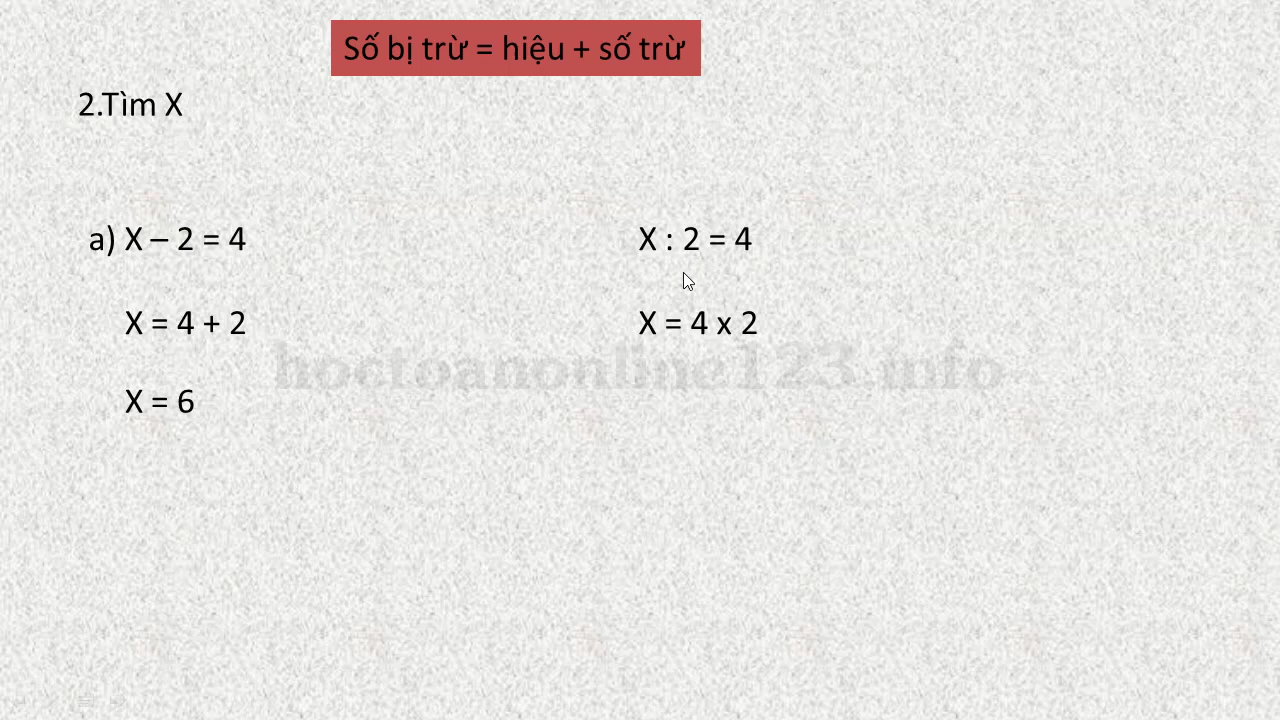 Số bị trừ = hiệu + số trừ
2.Tìm X
a) X – 2 = 4
X = 4 + 2
X = 6
X : 2 = 4
X = 4 x 2
hoctoanonline123.info